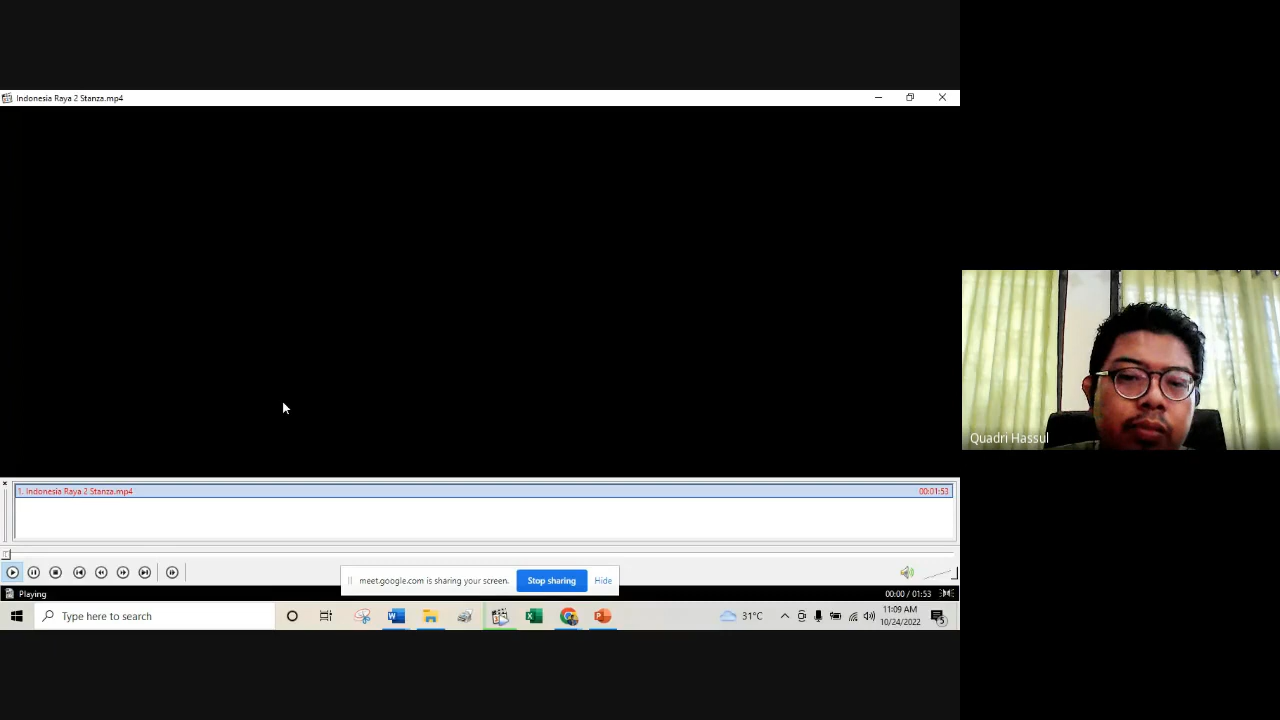 Indonesia Raya 2 Stanza.mp4
Quadri Hassul
1. Indonesia Raya 2 Stanza.mp4 00:01:53
meet.google.com is sharing your screen. Stop sharing Hide
Playing 00:00 / 01:53
Type here to search 31°C 11:09 AM
10/24/2022 5